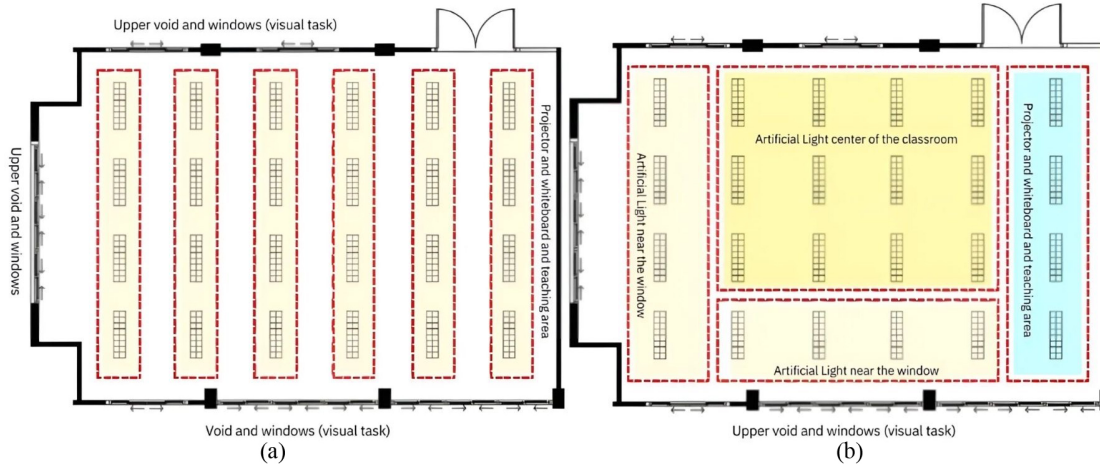 Upper void and windows (visual task)
Upper void and windows
Projector and whiteboard and teaching area
Void and windows (visual task)
(a)
Artificial Light near the window
Artificial Light center of the classroom
Projector and whiteboard and teaching area
Artificial Light near the window
Upper void and windows (visual task)
(b)